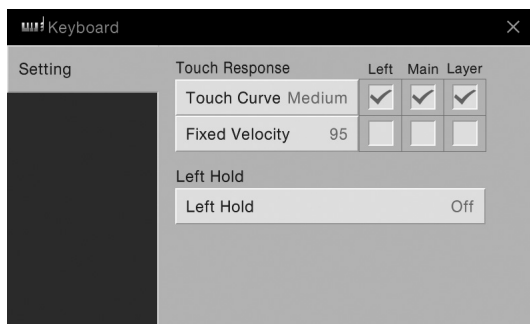 Keyboard
Setting
Touch Response Left Main Layer
Touch Curve Medium
Fixed Velocity 95
Left Hold
Left Hold Off